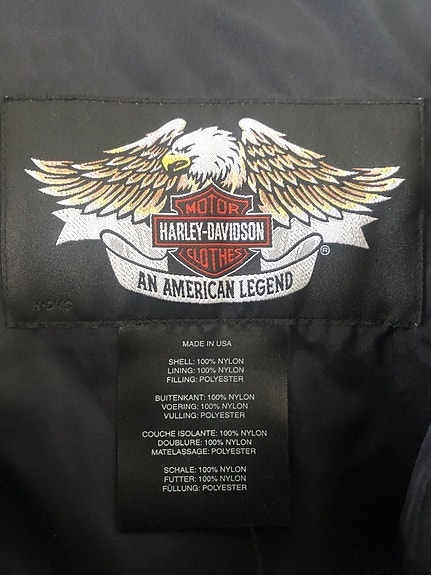 MOTOR
HARLEY-DAVIDSON
CLOTHES
®
AN AMERICAN LEGEND
MADE IN USA
SHELL: 100% NYLON
LINING: 100% NYLON
FILLING: POLYESTER
BUITENKANT: 100% NYLON
VOERING: 100% NYLON
VULLING: POLYESTER
COUCHE ISOLANTE: 100% NYLON
DOUBLURE: 100% NYLON
MATELASSAGE: POLYESTER
SCHALE: 100% NYLON
FUTTER: 100% NYLON
FÜLLUNG: POLYESTER